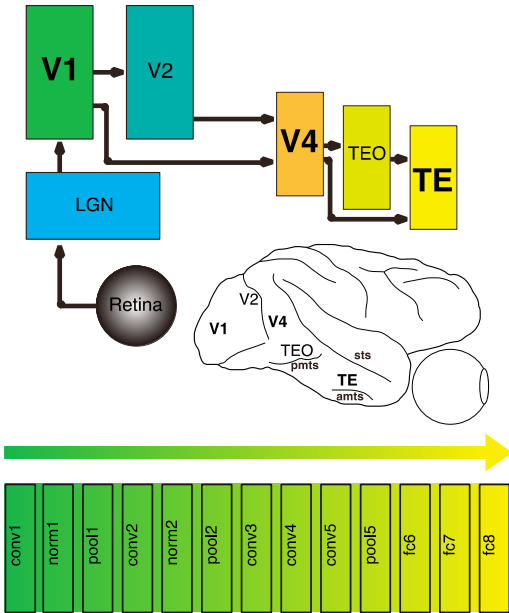 V1
V2
V4
TEO
TE
LGN
Retina
V2
V1
V4
TEO
pmts
sts
TE
amts
conv1
norm1
pool1
conv2
norm2
pool2
conv3
conv4
conv5
pool5
fc6
fc7
fc8